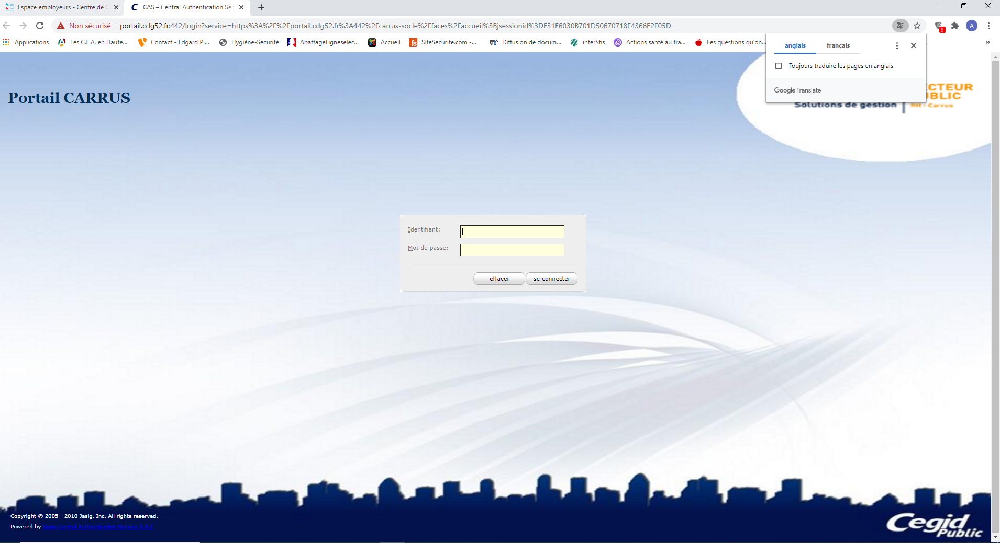 Espace employeurs - Centre de G
CAS – Central Authentication Ser
Non sécurisé
portail.cdg52.fr:442/login?service=https%3A%2F%2Fportail.cdg52.fr%3A442%2Fcarrus-socle%2Ffaces%2Faccueil%3Bjsessionid%3DE31E6030B701D50670718F4366E2F05D
A
Applications
Les C.F.A. en Haute...
Contact - Edgard Pi...
Hygiène-Sécurité
AbattageLigneselec...
Accueil
SiteSecurite.com -...
Diffusion de docum...
interStis
Actions santé au tra...
Les questions qu'on...
»
anglais
français
Toujours traduire les pages en anglais
Google Translate
Portail CARRUS
CTEUR
BLIC
Solutions de gestion
RH - Carrus
Identifiant:
Mot de passe:
effacer
se connecter
Copyright © 2005 - 2010 Jasig, Inc. All rights reserved.
Powered by Jasig Central Authentication Service 3.4.2
Cegid
Public